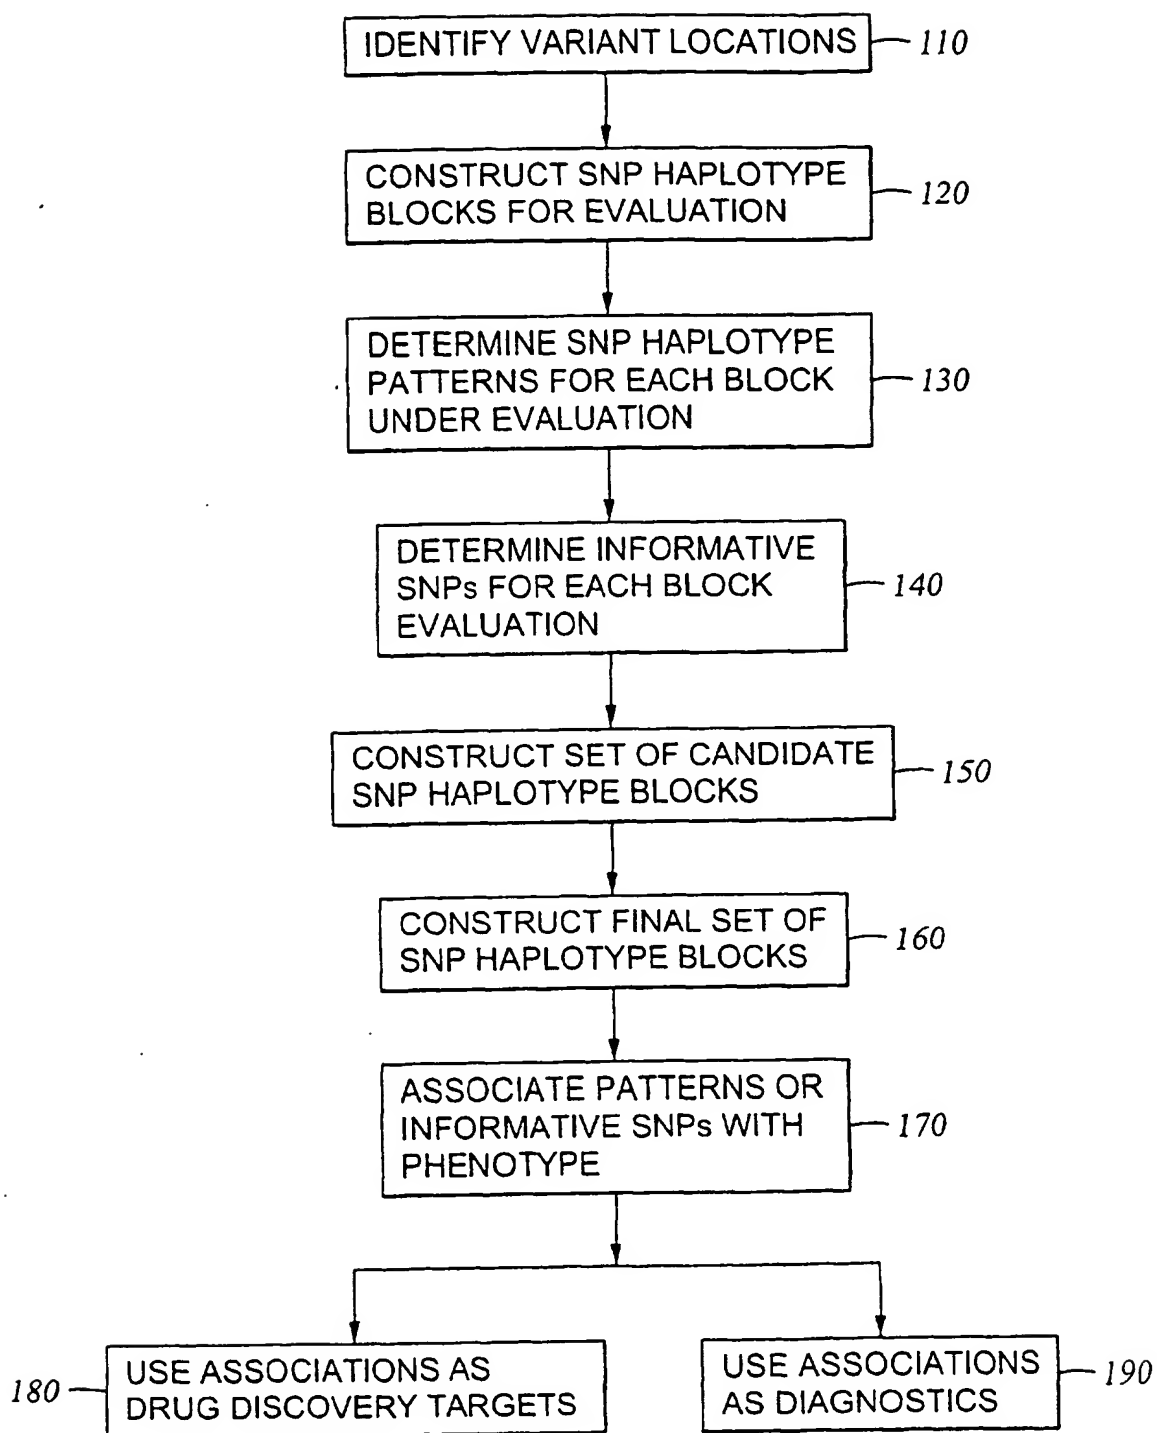 IDENTIFY VARIANT LOCATIONS 110
CONSTRUCT SNP HAPLOTYPE
BLOCKS FOR EVALUATION
120
DETERMINE SNP HAPLOTYPE
PATTERNS FOR EACH BLOCK
UNDER EVALUATION
130
DETERMINE INFORMATIVE
SNPs FOR EACH BLOCK
EVALUATION
140
CONSTRUCT SET OF CANDIDATE
SNP HAPLOTYPE BLOCKS
150
CONSTRUCT FINAL SET OF
SNP HAPLOTYPE BLOCKS
160
ASSOCIATE PATTERNS OR
INFORMATIVE SNPs WITH
PHENOTYPE
170
180
USE ASSOCIATIONS AS
DRUG DISCOVERY TARGETS
USE ASSOCIATIONS
AS DIAGNOSTICS
190